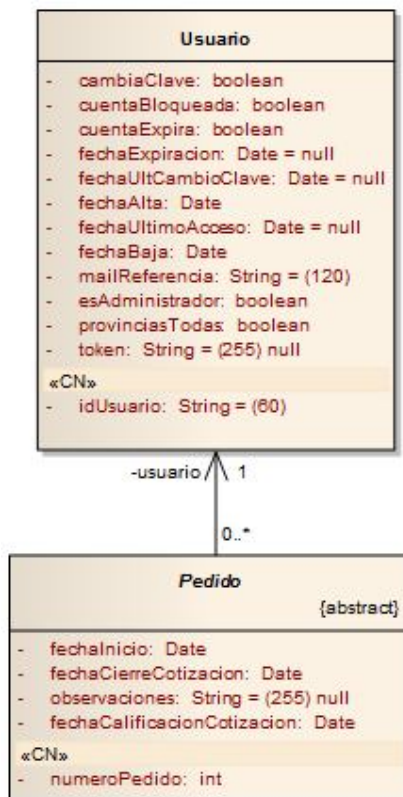 Usuario
- cambiaClave: boolean
- cuentaBloqueada: boolean
- cuentaExpira: boolean
- fechaExpiracion: Date = null
- fechaUltCambioClave: Date = null
- fechaAlta: Date
- fechaUltimoAcceso: Date = null
- fechaBaja: Date
- mailReferencia: String = (120)
- esAdministrador: boolean
- provinciasTodas: boolean
- token: String = (255) null
«CN»
- idUsuario: String = (60)
-usuario 1
0..*
Pedido
{abstract}
- fechaInicio: Date
- fechaCierreCotizacion: Date
- observaciones: String = (255) null
- fechaCalificacionCotizacion: Date
«CN»
- numeroPedido: int